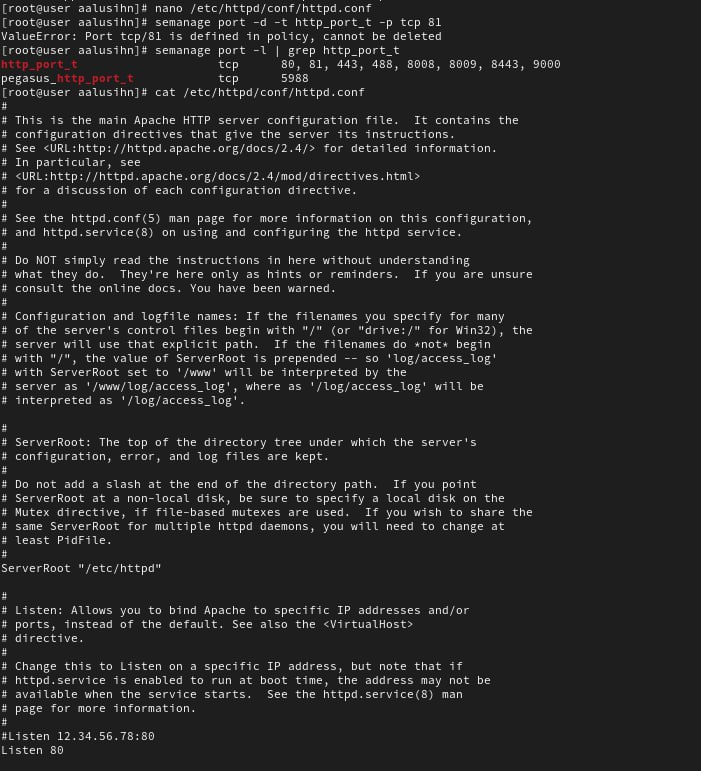 [root@user aalusihn]# nano /etc/httpd/conf/httpd.conf
[root@user aalusihn]# semanage port -d -t http_port_t -p tcp 81
ValueError: Port tcp/81 is defined in policy, cannot be deleted
[root@user aalusihn]# semanage port -l | grep http_port_t
http_port_t                    tcp      80, 81, 443, 488, 8008, 8009, 8443, 9000
pegasus_http_port_t            tcp      5988
[root@user aalusihn]# cat /etc/httpd/conf/httpd.conf
#
# This is the main Apache HTTP server configuration file.  It contains the
# configuration directives that give the server its instructions.
# See <URL:http://httpd.apache.org/docs/2.4/> for detailed information.
# In particular, see
# <URL:http://httpd.apache.org/docs/2.4/mod/directives.html>
# for a discussion of each configuration directive.
#
# See the httpd.conf(5) man page for more information on this configuration,
# and httpd.service(8) on using and configuring the httpd service.
#
# Do NOT simply read the instructions in here without understanding
# what they do.  They're here only as hints or reminders.  If you are unsure
# consult the online docs. You have been warned.
#
# Configuration and logfile names: If the filenames you specify for many
# of the server's control files begin with "/" (or "drive:/" for Win32), the
# server will use that explicit path.  If the filenames do *not* begin
# with "/", the value of ServerRoot is prepended -- so 'log/access_log'
# with ServerRoot set to '/www' will be interpreted by the
# server as '/www/log/access_log', where as '/log/access_log' will be
# interpreted as '/log/access_log'.

#
# ServerRoot: The top of the directory tree under which the server's
# configuration, error, and log files are kept.
#
# Do not add a slash at the end of the directory path.  If you point
# ServerRoot at a non-local disk, be sure to specify a local disk on the
# Mutex directive, if file-based mutexes are used.  If you wish to share the
# same ServerRoot for multiple httpd daemons, you will need to change at
# least PidFile.
#
ServerRoot "/etc/httpd"

#
# Listen: Allows you to bind Apache to specific IP addresses and/or
# ports, instead of the default. See also the <VirtualHost>
# directive.
#
# Change this to Listen on a specific IP address, but note that if
# httpd.service is enabled to run at boot time, the address may not be
# available when the service starts.  See the httpd.service(8) man
# page for more information.
#
#Listen 12.34.56.78:80
Listen 80